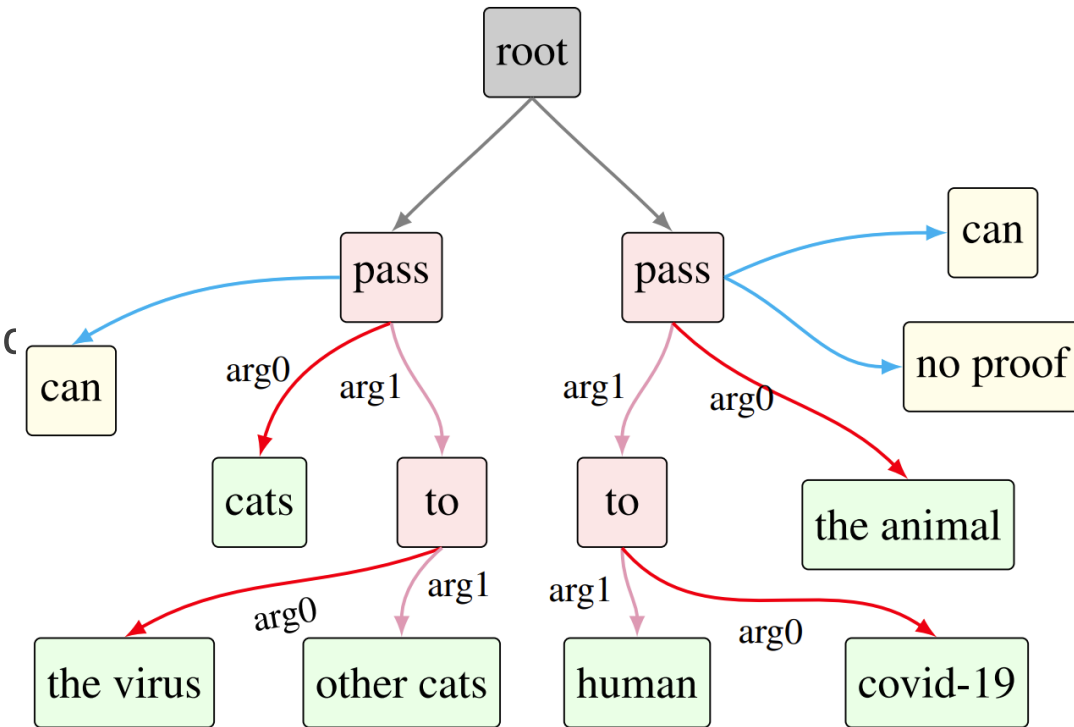 root
pass
pass
can
can
no proof
arg0
arg1
arg1
arg0
cats
to
to
the animal
arg0
arg1
arg1
arg0
the virus
other cats
human
covid-19